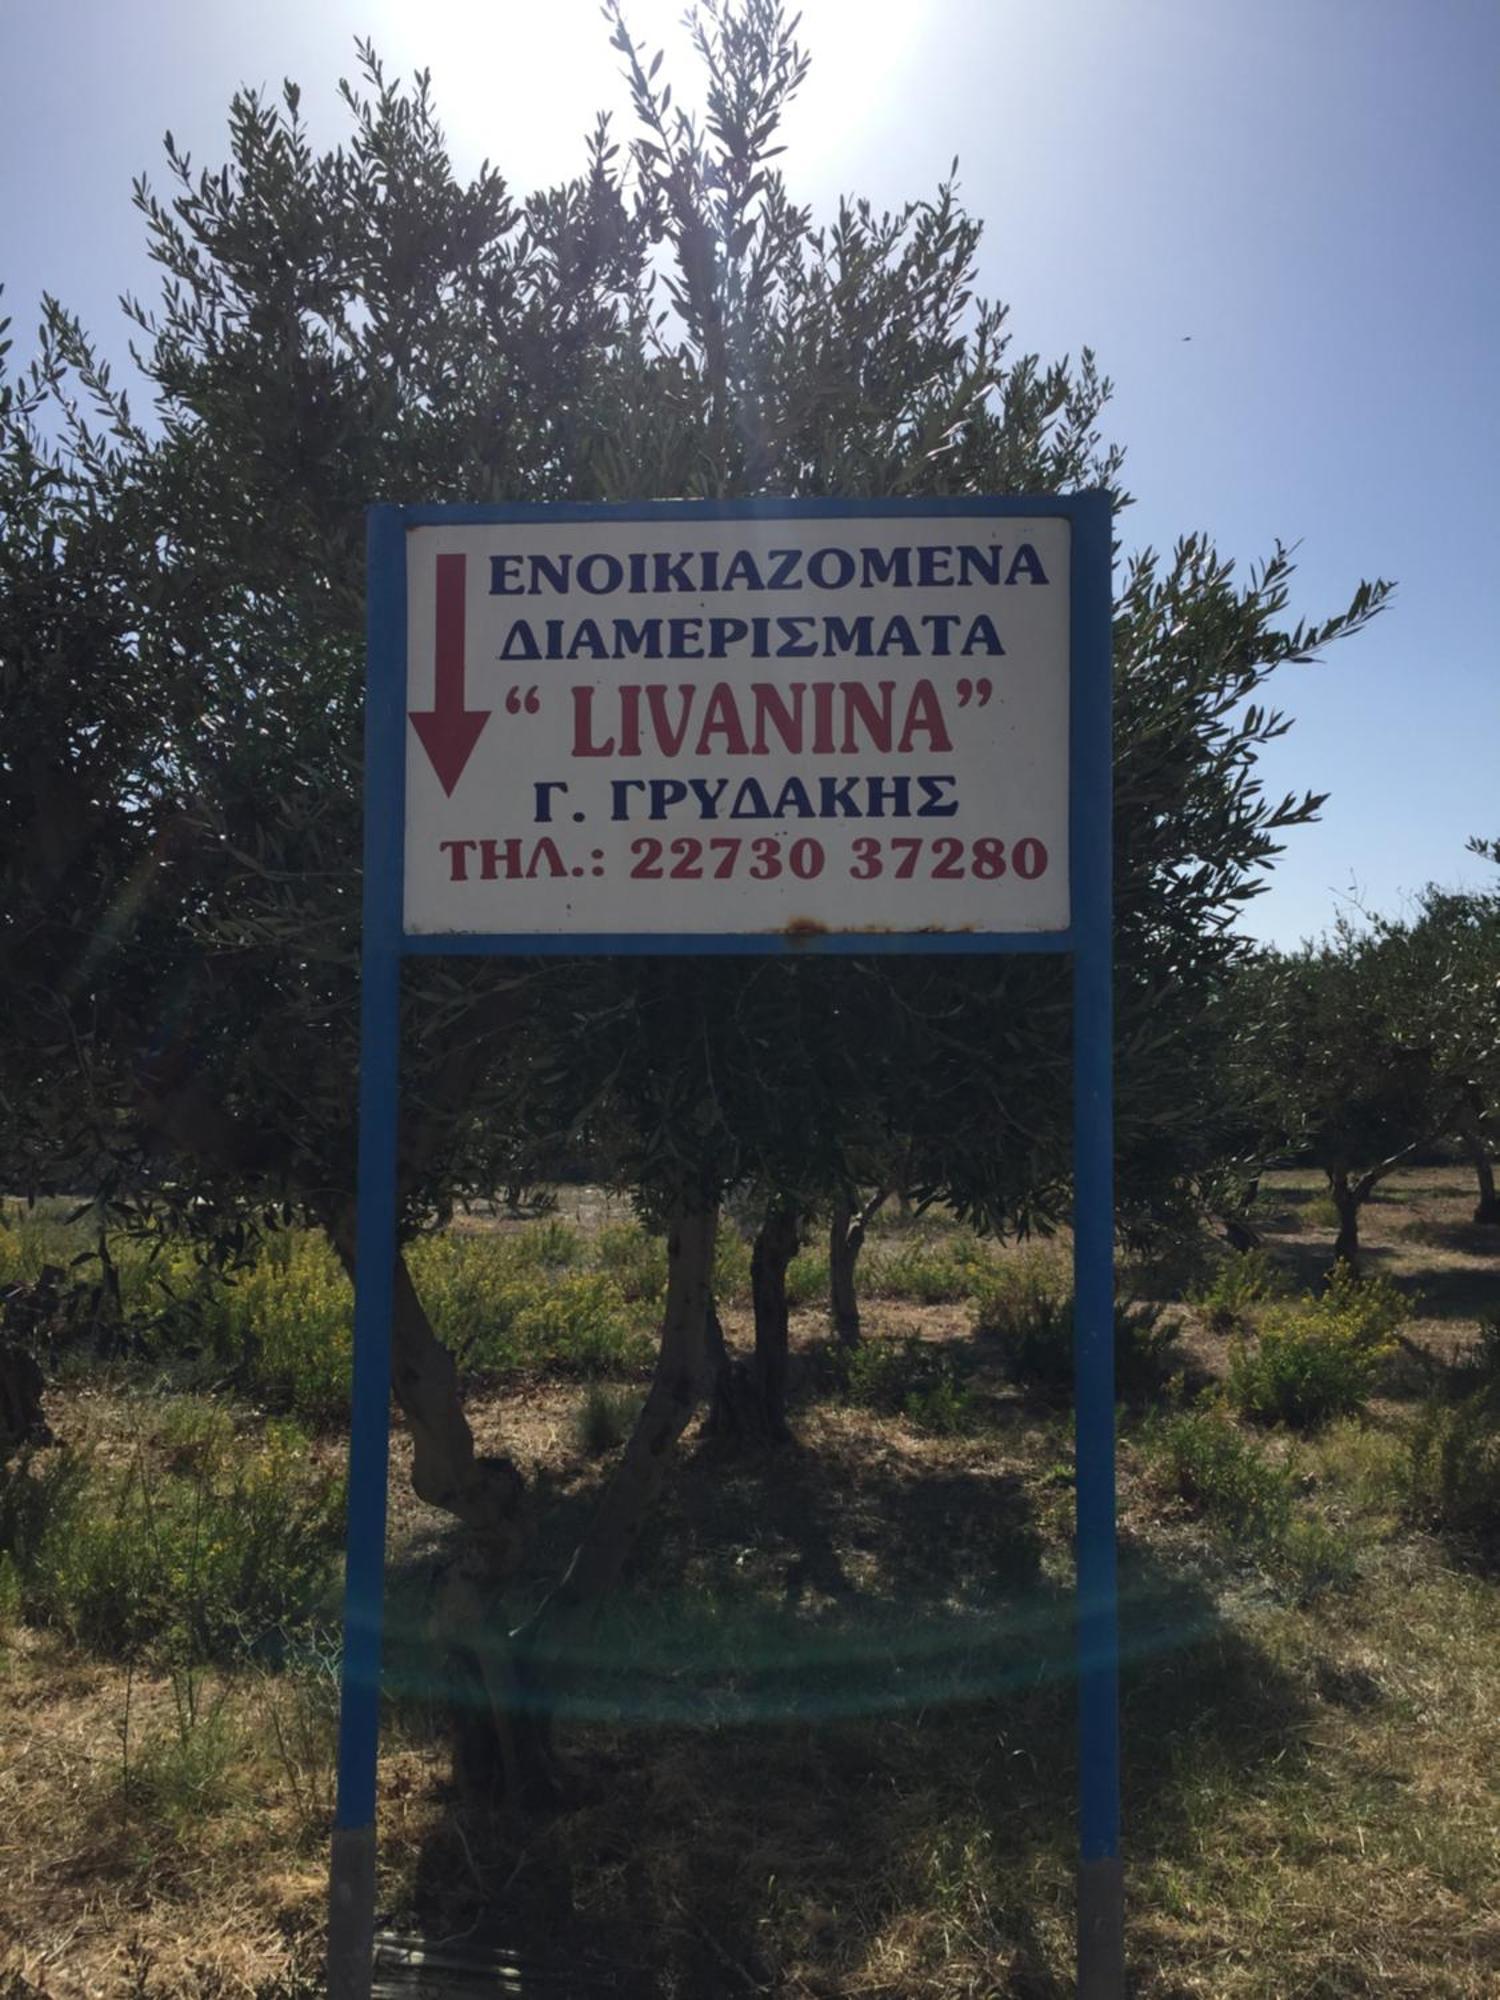 ΕΝΟΙΚΙΑΖΟΜΕΝΑ
ΔΙΑΜΕΡΙΣΜΑΤΑ
“ LIVANINA”
Γ. ΓΡΥΔΑΚΗΣ
ΤΗΛ.: 22730 37280